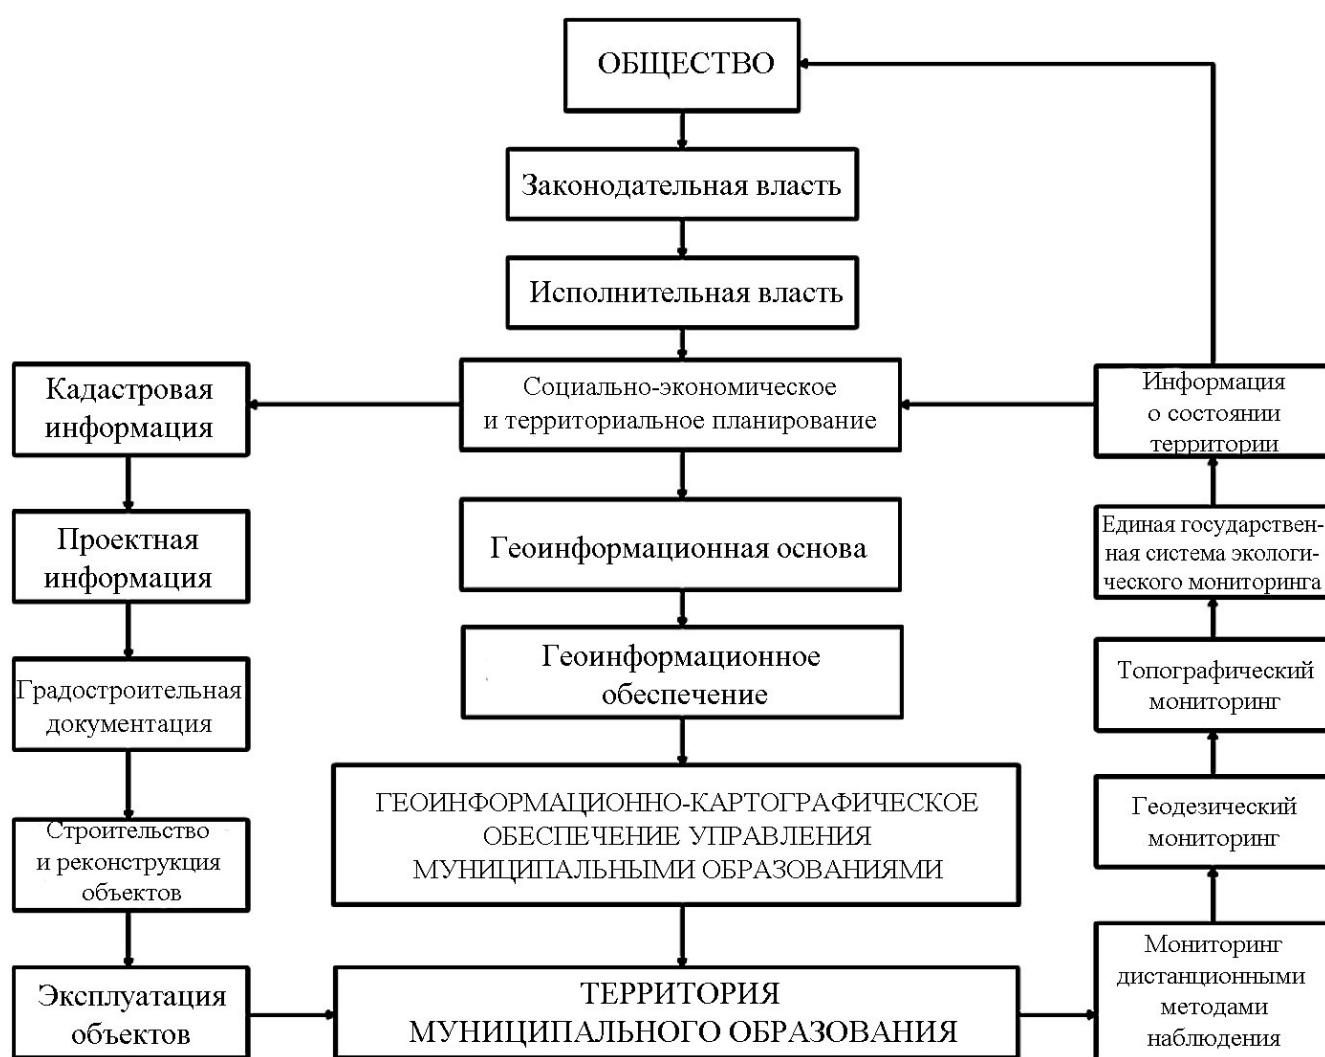 ОБЩЕСТВО
Законодательная власть
Исполнительная власть
Кадастровая
информация
Социально-экономическое
и территориальное планирование
Информация
о состоянии
территории
Проектная
информация
Геоинформационная основа
Единая государствен-
ная система экологи-
ческого мониторинга
Градостроительная
документация
Геоинформационное
обеспечение
Топографический
мониторинг
Строительство
и реконструкция
объектов
ГЕОИНФОРМАЦИОННО-КАРТОГРАФИЧЕСКОЕ
ОБЕСПЕЧЕНИЕ УПРАВЛЕНИЯ
МУНИЦИПАЛЬНЫМИ ОБРАЗОВАНИЯМИ
Геодезический
мониторинг
Эксплуатация
объектов
ТЕРРИТОРИЯ
МУНИЦИПАЛЬНОГО ОБРАЗОВАНИЯ
Мониторинг
дистанционными
методами
наблюдения